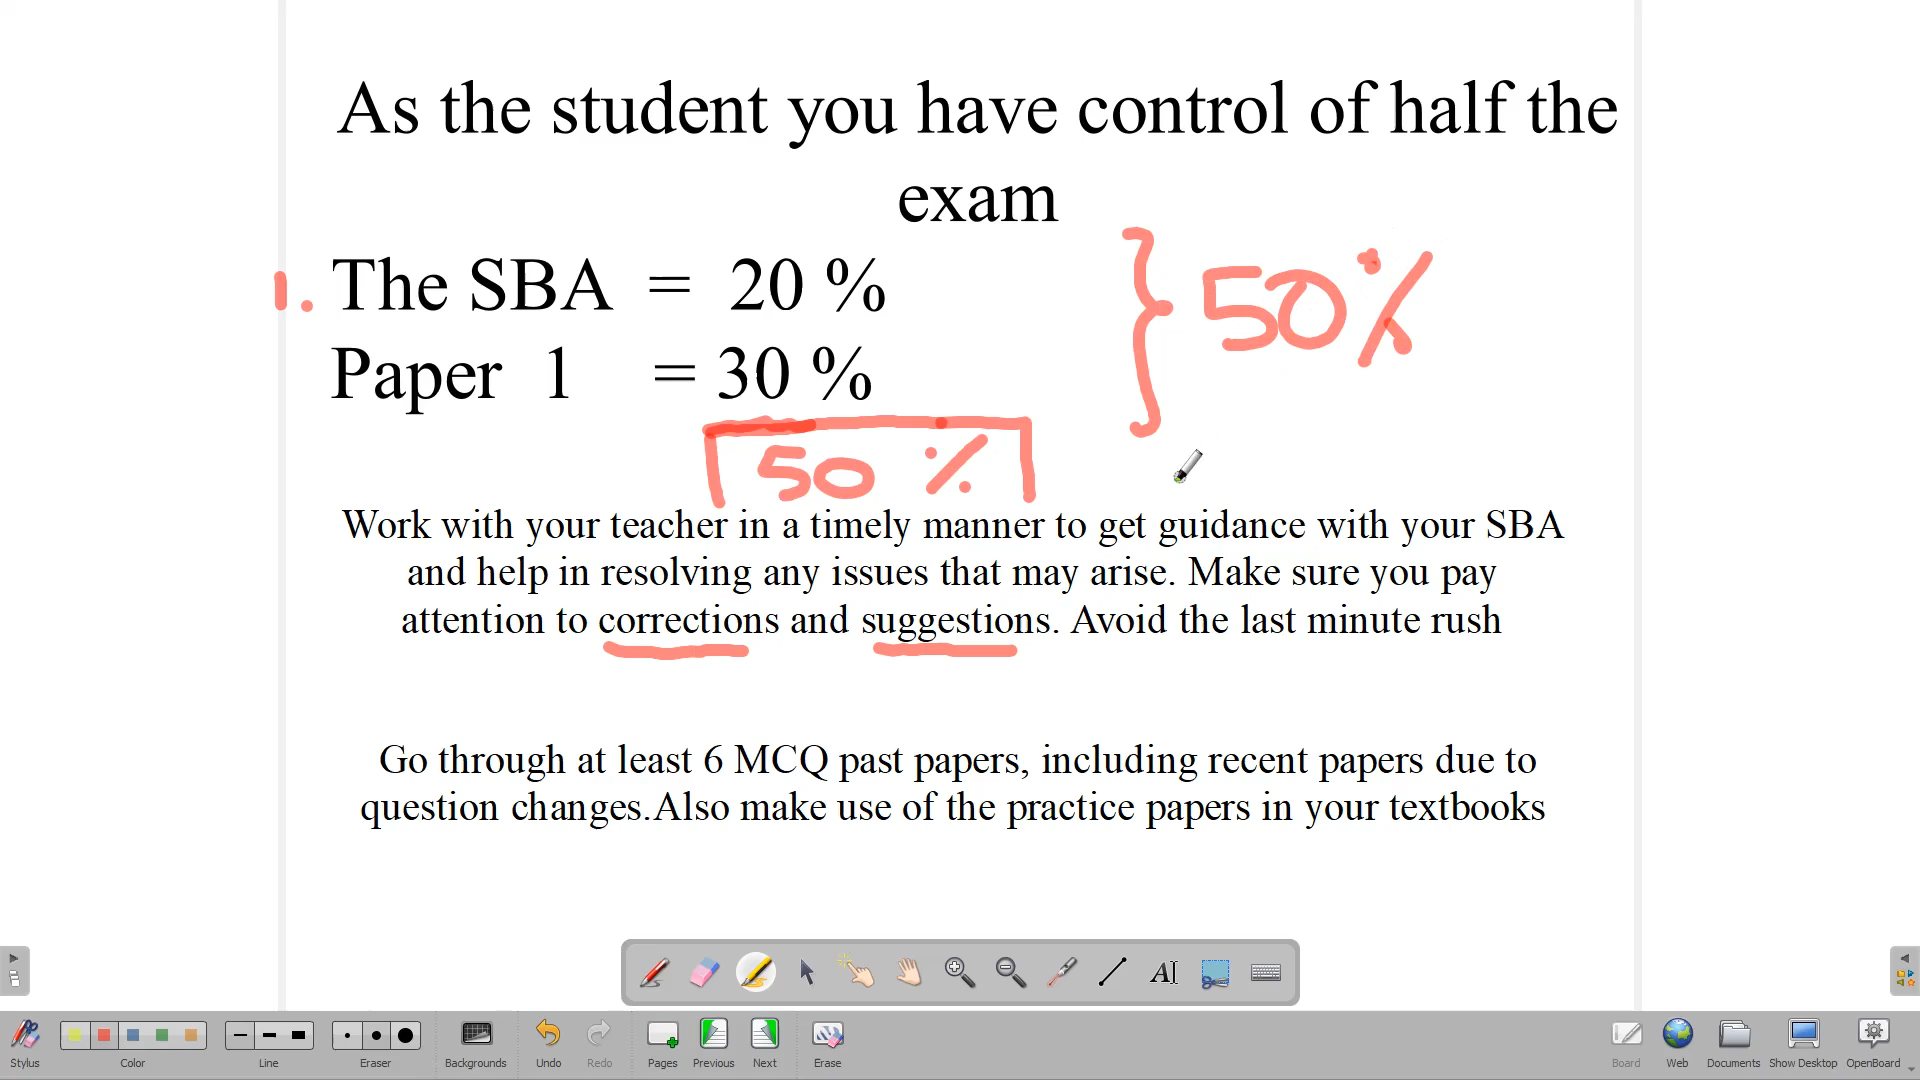 As the student you have control of half the
exam
1. The SBA = 20 %
Paper 1 = 30 %
50%
50 %
Work with your teacher in a timely manner to get guidance with your SBA
and help in resolving any issues that may arise. Make sure you pay
attention to corrections and suggestions. Avoid the last minute rush
Go through at least 6 MCQ past papers, including recent papers due to
question changes.Also make use of the practice papers in your textbooks
Stylus Color Line Eraser Backgrounds Undo Redo Pages Previous Next Erase Board Web Documents Show Desktop OpenBoard